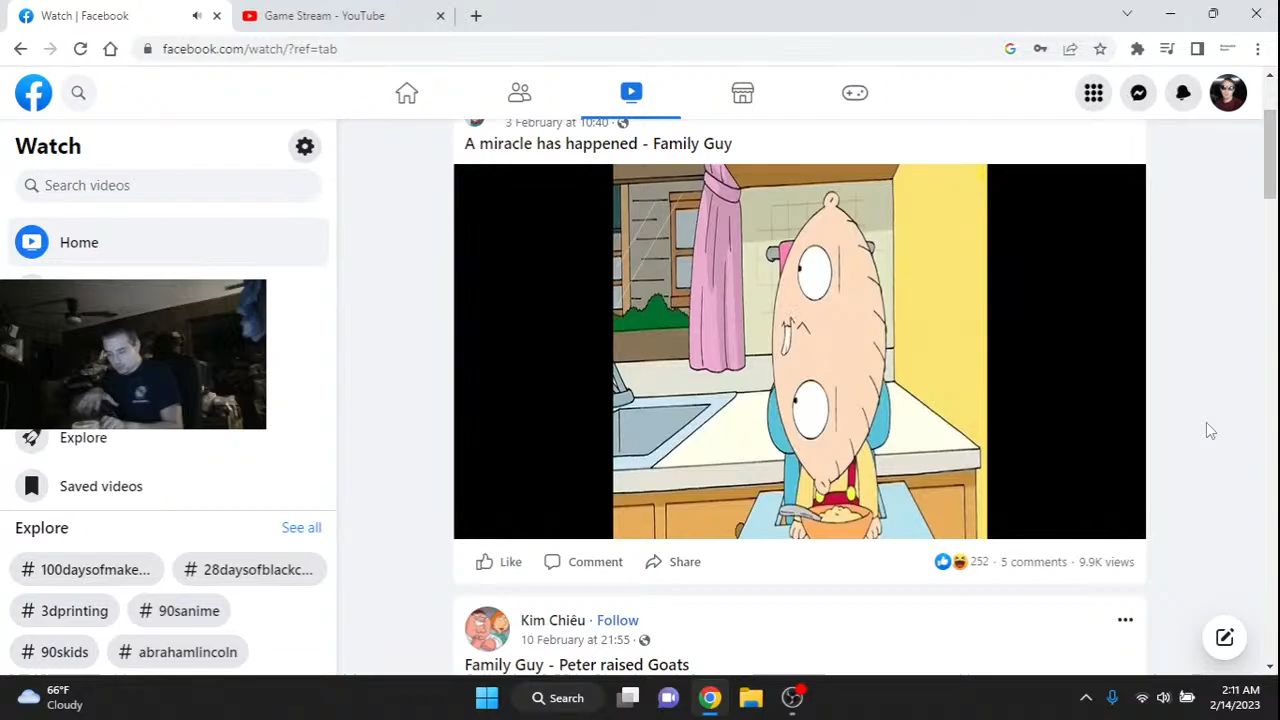 Watch | Facebook
Game Stream - YouTube
facebook.com/watch/?ref=tab
Watch
Search videos
Home
Explore
Saved videos
Explore
See all
# 100daysofmake...
# 28daysofblackc...
# 3dprinting
# 90sanime
# 90skids
# abrahamlincoln
3 February at 10:40 ·
A miracle has happened - Family Guy
Like
Comment
Share
252 · 5 comments · 9.9K views
Kim Chiêu · Follow
10 February at 21:55 ·
Family Guy - Peter raised Goats
66°F
Cloudy
Search
2:11 AM
2/14/2023